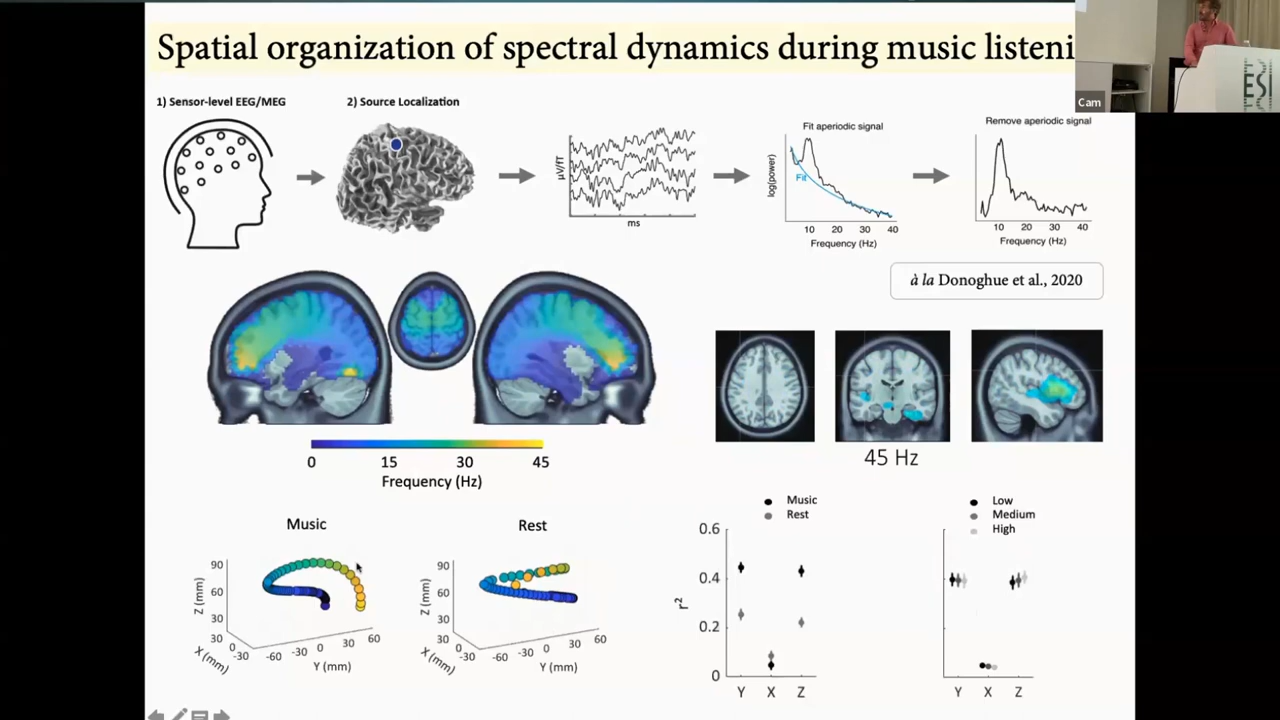 Spatial organization of spectral dynamics during music listeni
Cam
ESI
1) Sensor-level EEG/MEG
2) Source Localization
µV/fT
ms
Fit aperiodic signal
log(power)
Fit
10 20 30 40
Frequency (Hz)
Remove aperiodic signal
10 20 30 40
Frequency (Hz)
à la Donoghue et al., 2020
0 15 30 45
Frequency (Hz)
45 Hz
Music
Z (mm)
90
60
30
30 0 -30
X (mm)
-60 -30 0 30 60
Y (mm)
Rest
Z (mm)
90
60
30
30 0 -30
X (mm)
-60 -30 0 30 60
Y (mm)
Music
Rest
r²
0.6
0.4
0.2
0
Y X Z
Low
Medium
High
Y X Z